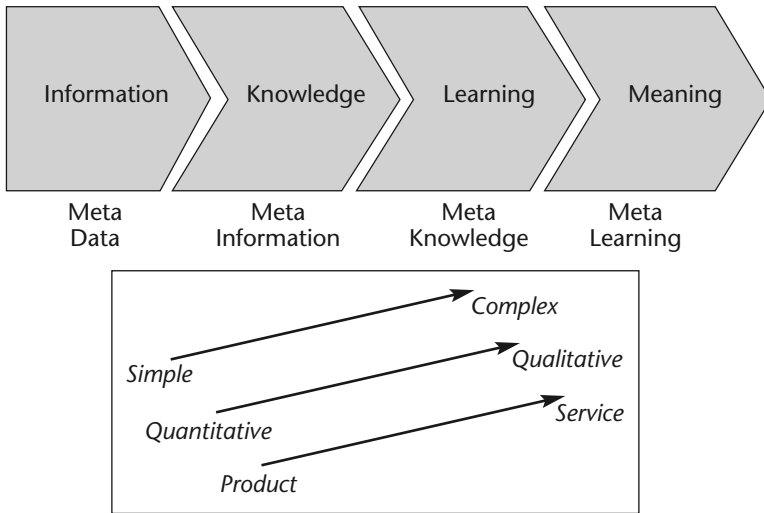 Information Knowledge Learning Meaning
Meta Meta Meta Meta
Data Information Knowledge Learning
Complex
Simple
Qualitative
Quantitative
Service
Product